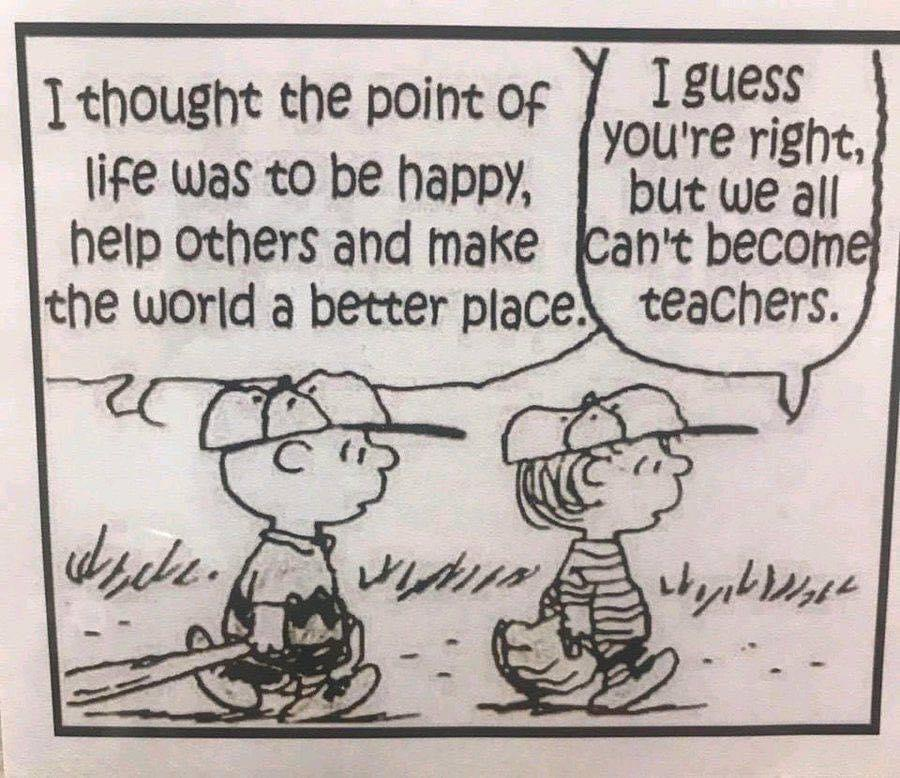 I thought the point of
life was to be happy,
help others and make
the world a better place.
I guess
you're right,
but we all
can't become
teachers.